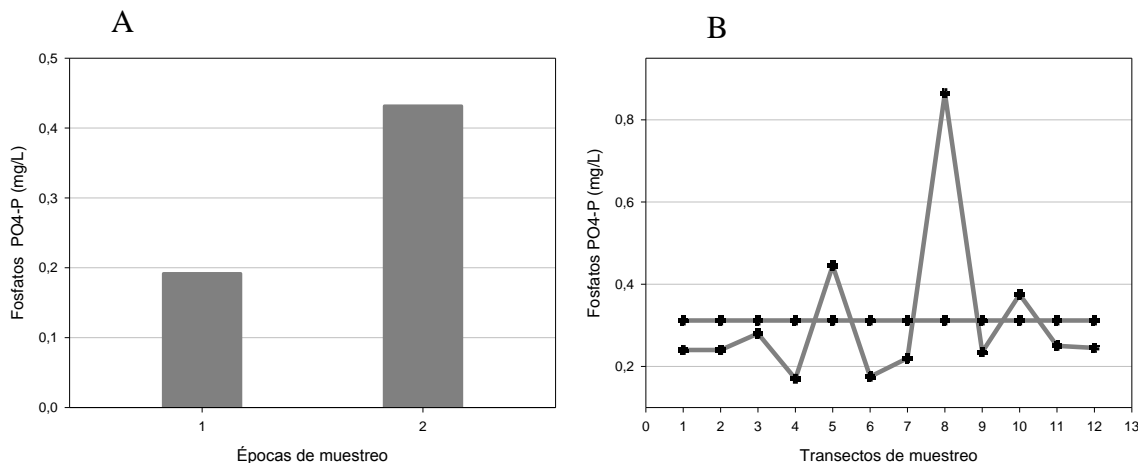 A
0,5
0,4
0,3
0,2
0,1
0,0
Fosfatos PO4-P (mg/L)
1 2
Épocas de muestreo
B
0,8
0,6
0,4
0,2
Fosfatos PO4-P (mg/L)
0 1 2 3 4 5 6 7 8 9 10 11 12 13
Transectos de muestreo